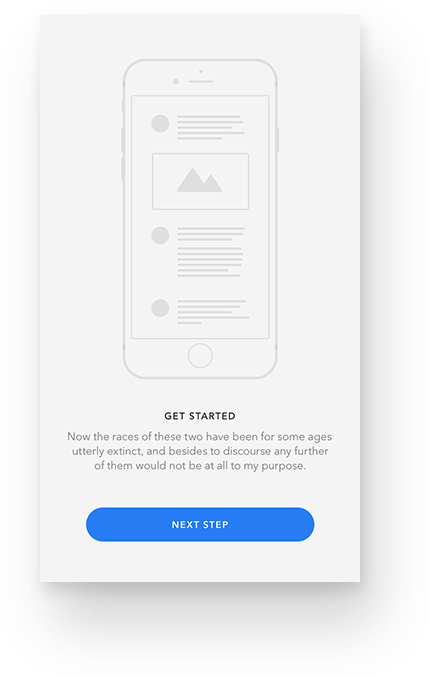 GET STARTED
Now the races of these two have been for some ages
utterly extinct, and besides to discourse any further
of them would not be at all to my purpose.
NEXT STEP